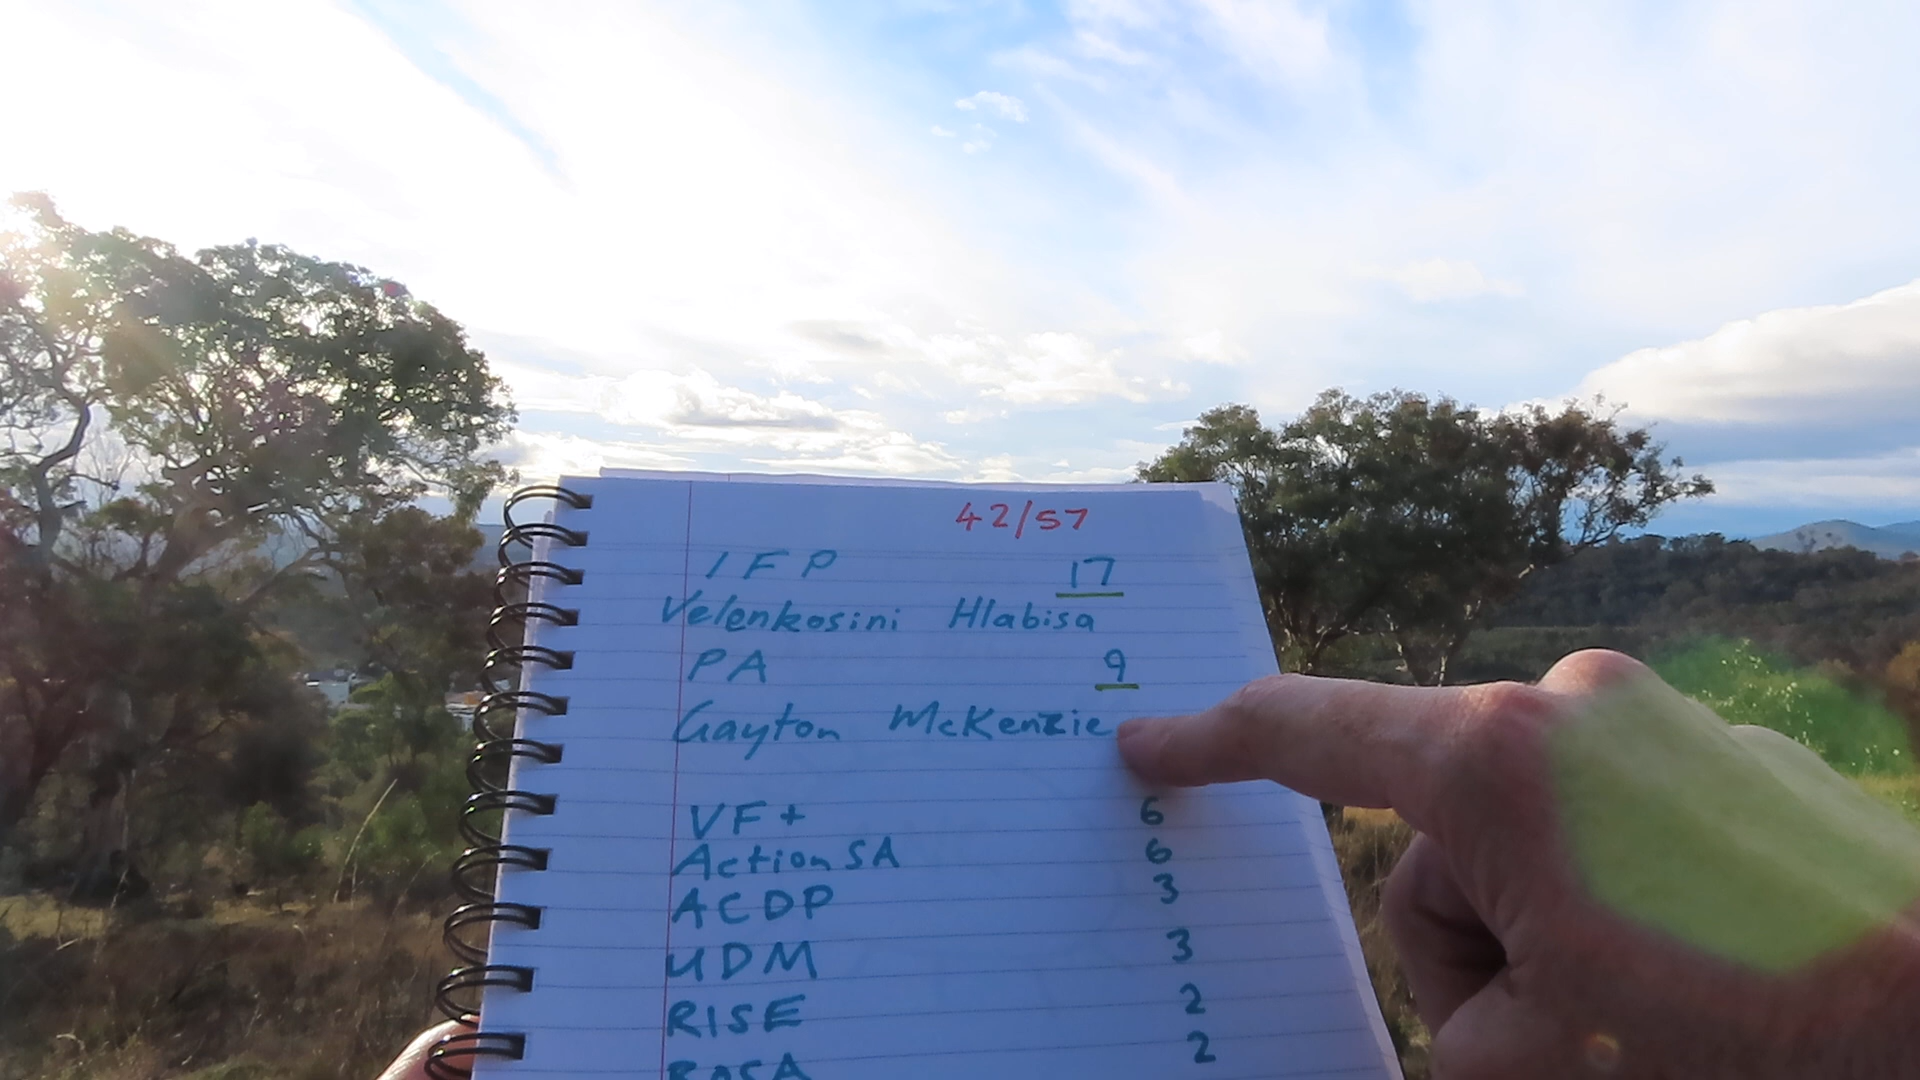 42/57
IFP 17
Velenkosini Hlabisa
PA 9
Gayton McKenzie
VF+ 6
ActionSA 6
ACDP 3
UDM 3
RISE 2
BOSA 2